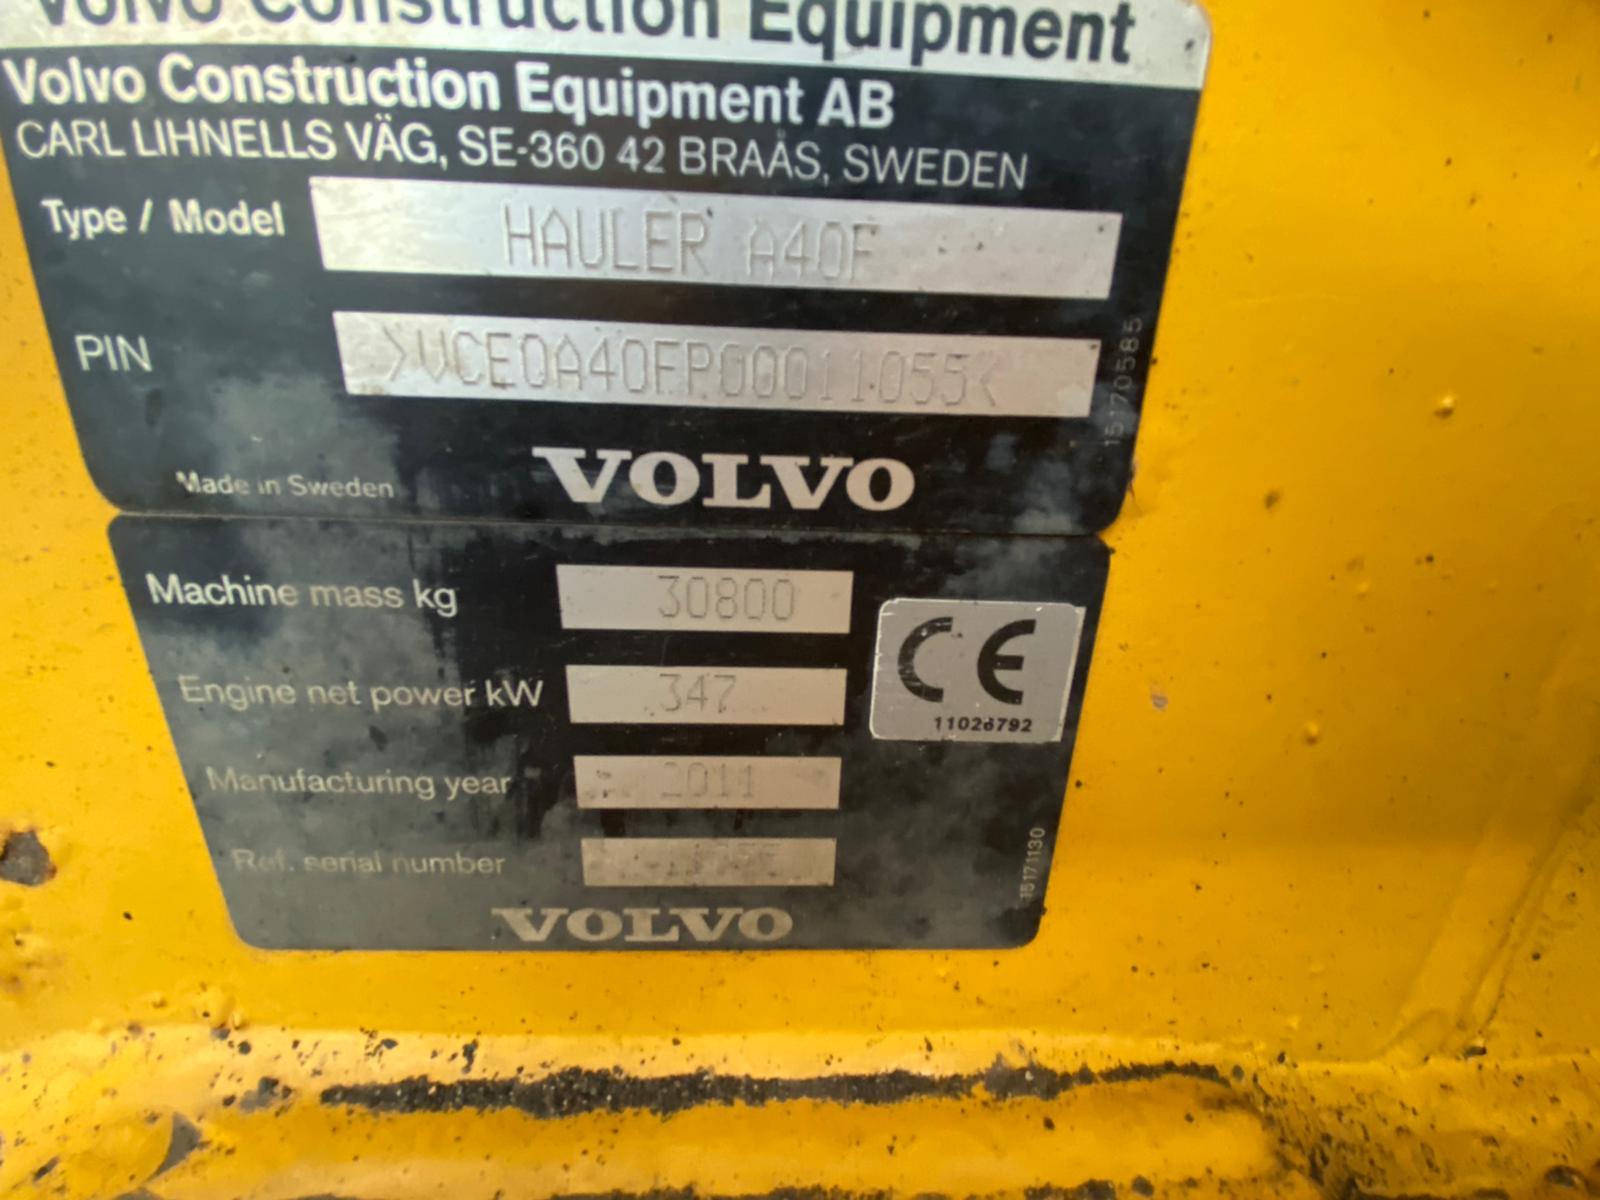 Volvo Construction Equipment
Volvo Construction Equipment AB
CARL LIHNELLS VÄG, SE-360 42 BRAÅS, SWEDEN
Type / Model HAULER A40F
PIN >VCE0A40FP00011055<
Made in Sweden VOLVO
15170585
Machine mass kg 30800
Engine net power kW 347
CE
11026792
Manufacturing year 2011
Ref. serial number
15171130
VOLVO